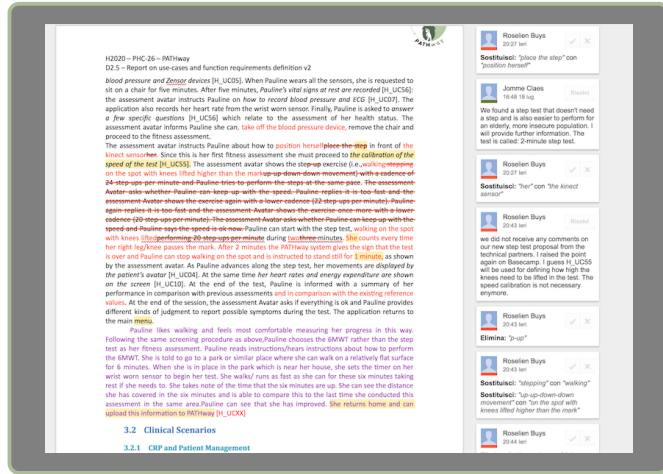 PATHway
H2020 – PHC-26 – PATHway
D2.5 – Report on use-cases and function requirements definition v2
blood pressure and Zensor devices [H_UC05]. When Pauline wears all the sensors, she is requested to
sit on a chair for five minutes. After five minutes, Pauline's vital signs at rest are recorded [H_UC56]:
the assessment avatar instructs Pauline on how to record blood pressure and ECG [H_UC07]. The
application also records her heart rate from the wrist worn sensor. Finally, Pauline is asked to answer
a few specific questions [H_UC56] which relate to the assessment of her health status. The
assessment avatar informs Pauline she can, take off the blood pressure device, remove the chair and
proceed to the fitness assessment.
The assessment avatar instructs Pauline about how to position herselfplace the step in front of the
kinect sensorher. Since this is her first fitness assessment she must proceed to the calibration of the
speed of the test [H_UC55]. The assessment avatar shows the step-up exercise (i.e.,walkingstepping
on the spot with knees lifted higher than the markup-up-down-down movement) with a cadence of
24 step-ups per minute and Pauline tries to perform the steps at the same pace. The assessment
Avatar asks whether Pauline can keep up with the speed. Pauline replies it is too fast and the
assessment Avatar shows the exercise again with a lower cadence (22 step-ups per minute). Pauline
again replies it is too fast and the assessment Avatar shows the exercise once more with a lower
cadence (20 step-ups per minute). The assessment Avatar asks whether Pauline can keep up with the
speed and Pauline says the speed is ok now. Pauline can start with the step test, walking on the spot
with knees liftedperforming 20 step-ups per minute during twothree minutes. She counts every time
her right leg/knee passes the mark. After 2 minutes the PATHway system gives the sign that the test
is over and Pauline can stop walking on the spot and is instructed to stand still for 1 minute, as shown
by the assessment avatar. As Pauline advances along the step test, her movements are displayed by
the patient's avatar [H_UC04]. At the same time her heart rates and energy expenditure are shown
on the screen [H_UC10]. At the end of the test, Pauline is informed with a summary of her
performance in comparison with previous assessments and in comparison with the existing reference
values. At the end of the session, the assessment Avatar asks if everything is ok and Pauline provides
different kinds of judgment to report possible symptoms during the test. The application returns to
the main menu.
Pauline likes walking and feels most comfortable measuring her progress in this way.
Following the same screening procedure as above,Pauline chooses the 6MWT rather than the step
test as her fitness assessment. Pauline reads instructions/hears instructions about how to perform
the 6MWT. She is told to go to a park or similar place where she can walk on a relatively flat surface
for 6 minutes. When she is in place in the park which is near her house, she sets the timer on her
wrist worn sensor to begin her test. She walks/ runs as fast as she can for these six minutes taking
rest if she needs to. She takes note of the time that the six minutes are up. She can see the distance
she has covered in the six minutes and is able to compare this to the last time she conducted this
assessment in the same area.Pauline can see that she has improved. She returns home and can
upload this information to PATHway [H_UCXX]
3.2 Clinical Scenarios
3.2.1 CRP and Patient Management
Roselien Buys
20:27 Ieri
Sostituisci: "place the step" con
"position herself"
Jomme Claes
16:48 18 lug
Risolvi
We found a step test that doesn't need
a step and is also easier to perform for
an elderly, more insecure population. I
will provide further information. The
test is called: 2-minute step test.
Roselien Buys
20:27 Ieri
Sostituisci: "her" con "the kinect
sensor"
Roselien Buys
20:43 Ieri
Risolvi
we did not receive any comments on
our new step test proposal from the
technical partners. I raised the point
again on Basecamp. I guess H_UC55
will be used for defining how high the
knees need to be lifted in the test. The
speed calibration is not necessary
enymore.
Roselien Buys
20:43 Ieri
Elimina: "p-up"
Roselien Buys
20:43 Ieri
Sostituisci: "stepping" con "walking"
Sostituisci: "up-up-down-down
movement" con "on the spot with
knees lifted higher than the mark"
Roselien Buys
20:44 Ieri